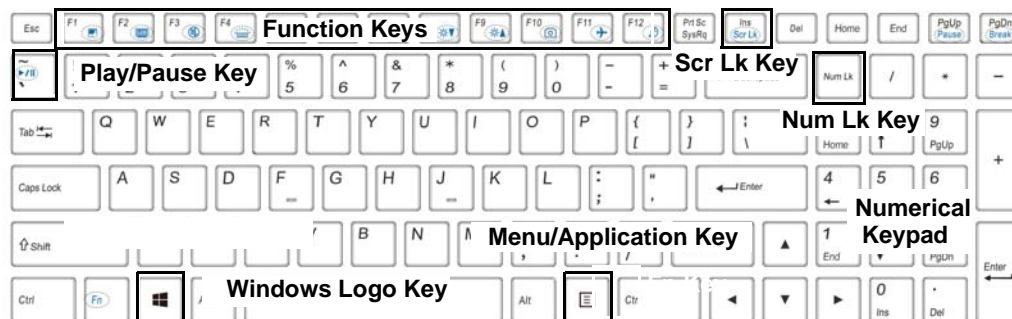 Esc F1 F2 F3 F4 Function Keys F9 F10 F11 F12 Prt Sc SysRq Ins Scr Lk Del Home End PgUp Pause PgDn Break
~ ` Play/Pause Key % 5 ^ 6 & 7 * 8 ( 9 ) 0 _ - + = Scr Lk Key Num Lk / * -
Tab Q W E R T Y U I O P { [ } ] \ Num Lk Key Home 9 PgUp +
Caps Lock A S D F G H J K L : ; " ' Enter 4 5 6
Numerical Keypad
Shift B N Menu/Application Key , . / 1 End PgDn Enter
Ctrl Fn Windows Logo Key Alt Ctr 0 Ins . Del